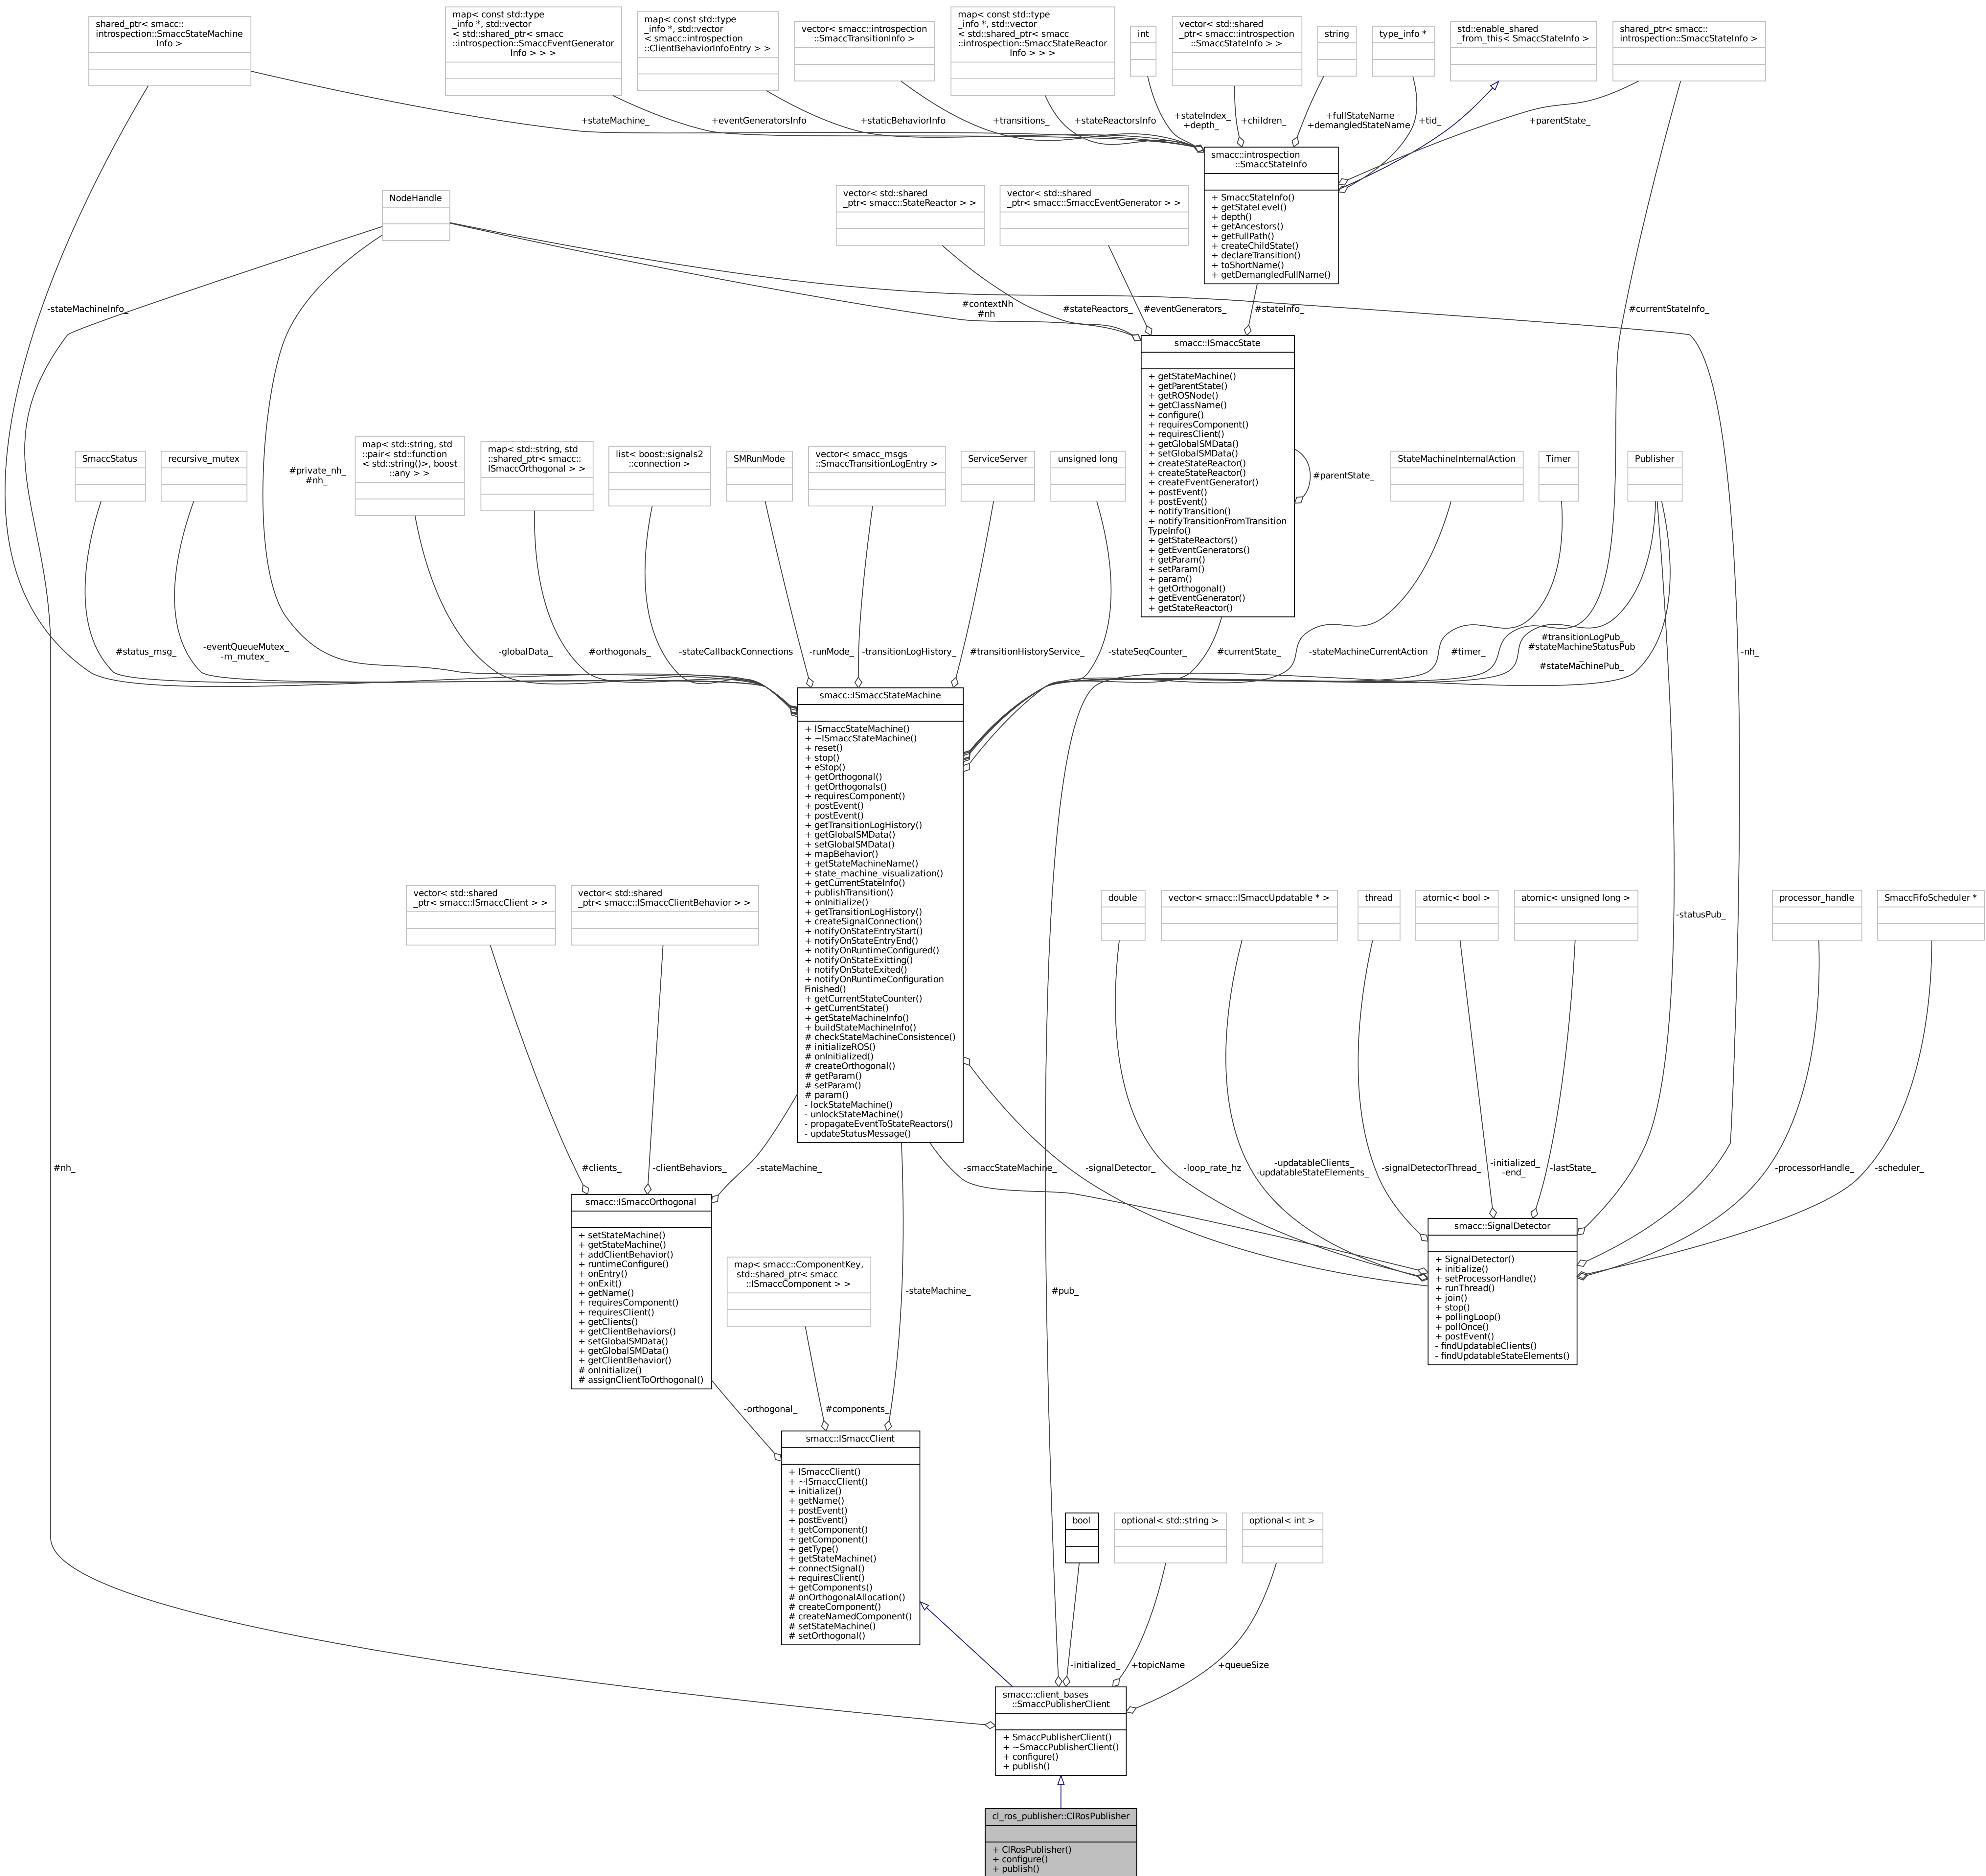 shared_ptr< smacc::
introspection::SmaccStateMachine
Info >
map< const std::type
_info *, std::vector
< std::shared_ptr< smacc
::introspection::SmaccEventGenerator
Info > > >
map< const std::type
_info *, std::vector
< smacc::introspection
::ClientBehaviorInfoEntry > >
vector< smacc::introspection
::SmaccTransitionInfo >
map< const std::type
_info *, std::vector
< std::shared_ptr< smacc
::introspection::SmaccStateReactor
Info > > >
int
vector< std::shared
_ptr< smacc::introspection
::SmaccStateInfo > >
string
type_info *
std::enable_shared
_from_this< SmaccStateInfo >
shared_ptr< smacc::
introspection::SmaccStateInfo >
+stateMachine_
+eventGeneratorsInfo
+staticBehaviorInfo
+transitions_
+stateReactorsInfo
+stateIndex_
+depth_
+children_
+fullStateName
+demangledStateName
+tid_
+parentState_
smacc::introspection
::SmaccStateInfo
+ SmaccStateInfo()
+ getStateLevel()
+ depth()
+ getAncestors()
+ getFullPath()
+ createChildState()
+ declareTransition()
+ toShortName()
+ getDemangledFullName()
NodeHandle
vector< std::shared
_ptr< smacc::StateReactor > >
vector< std::shared
_ptr< smacc::SmaccEventGenerator > >
-stateMachineInfo_
#contextNh
#nh
#stateReactors_
#eventGenerators_
#stateInfo_
#currentStateInfo_
smacc::ISmaccState
+ getStateMachine()
+ getParentState()
+ getROSNode()
+ getClassName()
+ configure()
+ requiresComponent()
+ requiresClient()
+ getGlobalSMData()
+ setGlobalSMData()
+ createStateReactor()
+ createStateReactor()
+ createEventGenerator()
+ postEvent()
+ postEvent()
+ notifyTransition()
+ notifyTransitionFromTransition
TypeInfo()
+ getStateReactors()
+ getEventGenerators()
+ getParam()
+ setParam()
+ param()
+ getOrthogonal()
+ getEventGenerator()
+ getStateReactor()
#parentState_
SmaccStatus
recursive_mutex
#private_nh_
#nh_
map< std::string, std
::pair< std::function
< std::string()>, boost
::any > >
map< std::string, std
::shared_ptr< smacc::
ISmaccOrthogonal > >
list< boost::signals2
::connection >
SMRunMode
vector< smacc_msgs
::SmaccTransitionLogEntry >
ServiceServer
unsigned long
StateMachineInternalAction
Timer
Publisher
#status_msg_
-eventQueueMutex_
-m_mutex_
-globalData_
#orthogonals_
-stateCallbackConnections
-runMode_
-transitionLogHistory_
#transitionHistoryService_
-stateSeqCounter_
#currentState_
-stateMachineCurrentAction
#timer_
#transitionLogPub_
#stateMachineStatusPub
_
#stateMachinePub_
-nh_
smacc::ISmaccStateMachine
+ ISmaccStateMachine()
+ ~ISmaccStateMachine()
+ reset()
+ stop()
+ eStop()
+ getOrthogonal()
+ getOrthogonals()
+ requiresComponent()
+ postEvent()
+ postEvent()
+ getTransitionLogHistory()
+ getGlobalSMData()
+ setGlobalSMData()
+ mapBehavior()
+ getStateMachineName()
+ state_machine_visualization()
+ getCurrentStateInfo()
+ publishTransition()
+ onInitialize()
+ getTransitionLogHistory()
+ createSignalConnection()
+ notifyOnStateEntryStart()
+ notifyOnStateEntryEnd()
+ notifyOnRuntimeConfigured()
+ notifyOnStateExitting()
+ notifyOnStateExited()
+ notifyOnRuntimeConfiguration
Finished()
+ getCurrentStateCounter()
+ getCurrentState()
+ getStateMachineInfo()
+ buildStateMachineInfo()
# checkStateMachineConsistence()
# initializeROS()
# onInitialized()
# createOrthogonal()
# getParam()
# setParam()
# param()
- lockStateMachine()
- unlockStateMachine()
- propagateEventToStateReactors()
- updateStatusMessage()
vector< std::shared
_ptr< smacc::ISmaccClient > >
vector< std::shared
_ptr< smacc::ISmaccClientBehavior > >
double
vector< smacc::ISmaccUpdatable * >
thread
atomic< bool >
atomic< unsigned long >
-statusPub_
processor_handle
SmaccFifoScheduler *
#nh_
#clients_
-clientBehaviors_
-stateMachine_
-smaccStateMachine_
-signalDetector_
-loop_rate_hz
-updatableClients_
-updatableStateElements_
-signalDetectorThread_
-initialized_
-end_
-lastState_
-processorHandle_
-scheduler_
smacc::ISmaccOrthogonal
+ setStateMachine()
+ getStateMachine()
+ addClientBehavior()
+ runtimeConfigure()
+ onEntry()
+ onExit()
+ getName()
+ requiresComponent()
+ requiresClient()
+ getClients()
+ getClientBehaviors()
+ setGlobalSMData()
+ getGlobalSMData()
+ getClientBehavior()
# onInitialize()
# assignClientToOrthogonal()
map< smacc::ComponentKey,
std::shared_ptr< smacc
::ISmaccComponent > >
-stateMachine_
#pub_
smacc::SignalDetector
+ SignalDetector()
+ initialize()
+ setProcessorHandle()
+ runThread()
+ join()
+ stop()
+ pollingLoop()
+ pollOnce()
+ postEvent()
- findUpdatableClients()
- findUpdatableStateElements()
-orthogonal_
#components_
smacc::ISmaccClient
+ ISmaccClient()
+ ~ISmaccClient()
+ initialize()
+ getName()
+ postEvent()
+ postEvent()
+ getComponent()
+ getComponent()
+ getType()
+ getStateMachine()
+ connectSignal()
+ requiresClient()
+ getComponents()
# onOrthogonalAllocation()
# createComponent()
# createNamedComponent()
# setStateMachine()
# setOrthogonal()
bool
optional< std::string >
optional< int >
-initialized_
+topicName
+queueSize
smacc::client_bases
::SmaccPublisherClient
+ SmaccPublisherClient()
+ ~SmaccPublisherClient()
+ configure()
+ publish()
cl_ros_publisher::ClRosPublisher
+ ClRosPublisher()
+ configure()
+ publish()